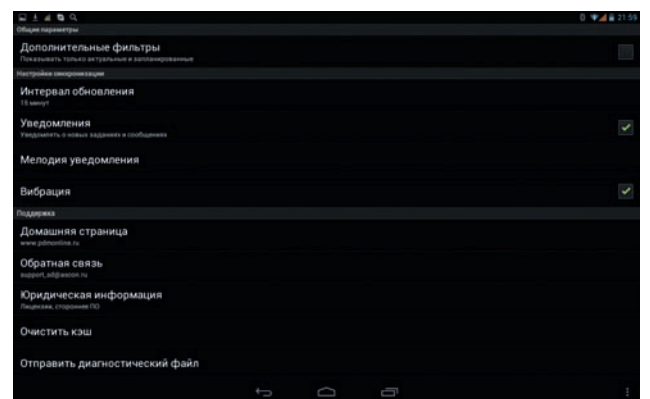 21:59
Общие параметры
Дополнительные фильтры
Показывать только актуальные и запланированные
Настройки синхронизации
Интервал обновления
15 минут
Уведомления
Уведомлять о новых заданиях и сообщениях
Мелодия уведомления
Вибрация
Поддержка
Домашняя страница
www.pdmonline.ru
Обратная связь
support_ad@ascon.ru
Юридическая информация
Лицензии, стороннее ПО
Очистить кэш
Отправить диагностический файл